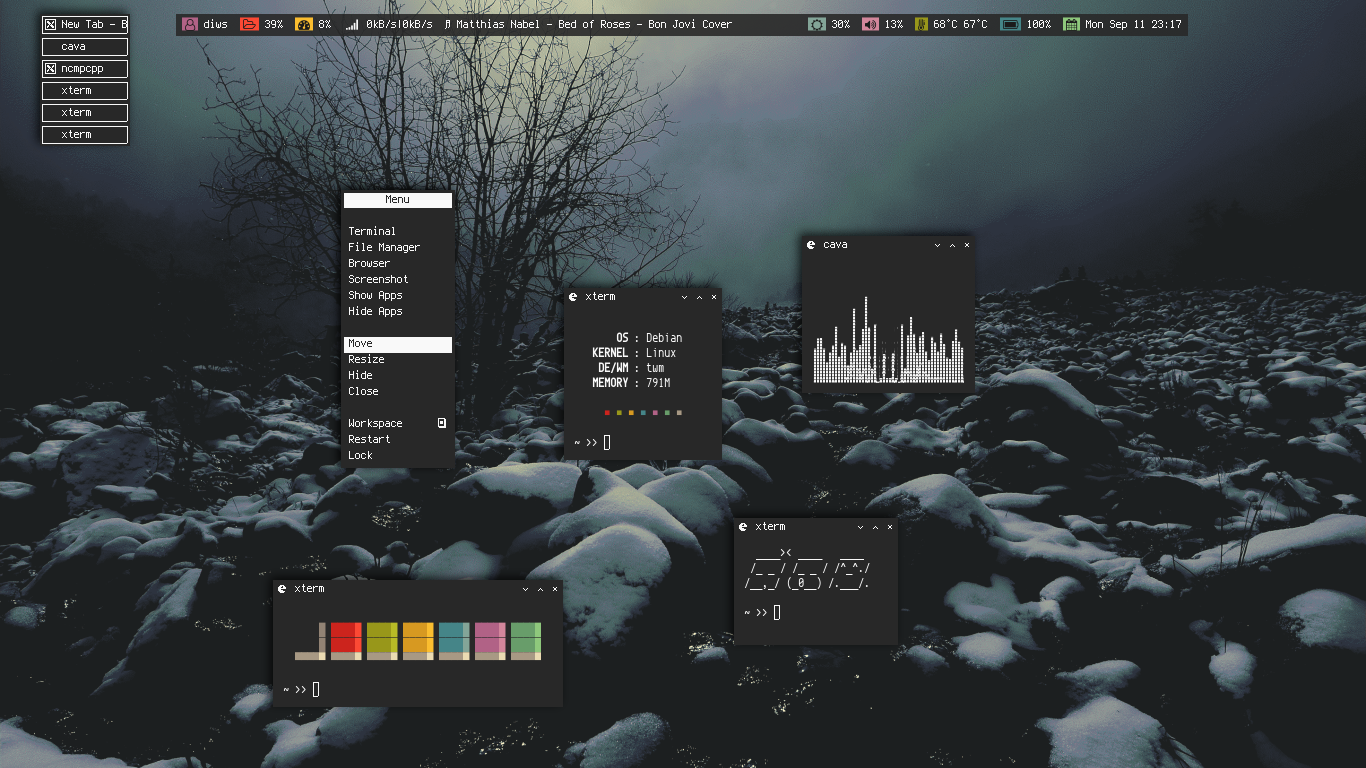 New Tab - B
cava
ncmpcpp
xterm
xterm
xterm
diws 39% 8% 0kB/s|0kB/s Matthias Nabel - Bed of Roses - Bon Jovi Cover 30% 13% 68°C 67°C 100% Mon Sep 11 23:17
Menu
Terminal
File Manager
Browser
Screenshot
Show Apps
Hide Apps
Move
Resize
Hide
Close
Workspace
Restart
Lock
xterm
OS : Debian
KERNEL : Linux
DE/WM : twm
MEMORY : 791M
~ >>
cava
xterm
~ >>
xterm
~ >>